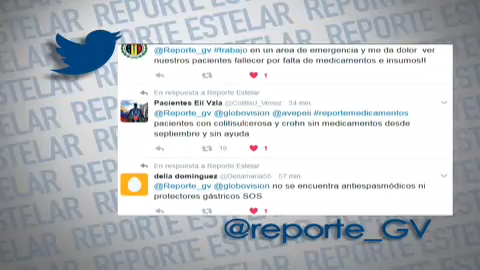 REPORTE ESTELAR
@Reporte_gv #trabajo en un area de emergencia y me da dolor ver
nuestros pacientes fallecer por falta de medicamentos e insumos!!
1
En respuesta a Reporte Estelar
Pacientes Eii Vzla @ColitisU_Venez · 54 min
@Reporte_gv @globovision @avepeii #reportemedicamentos
pacientes con colitisulcerosa y crohn sin medicamentos desde
septiembre y sin ayuda
10 1
En respuesta a Reporte Estelar
delia dominguez @Deliamaria55 · 57 min
@Reporte_gv @globovision no se encuentra antiespasmódicos ni
protectores gástricos SOS
1
@reporte_GV